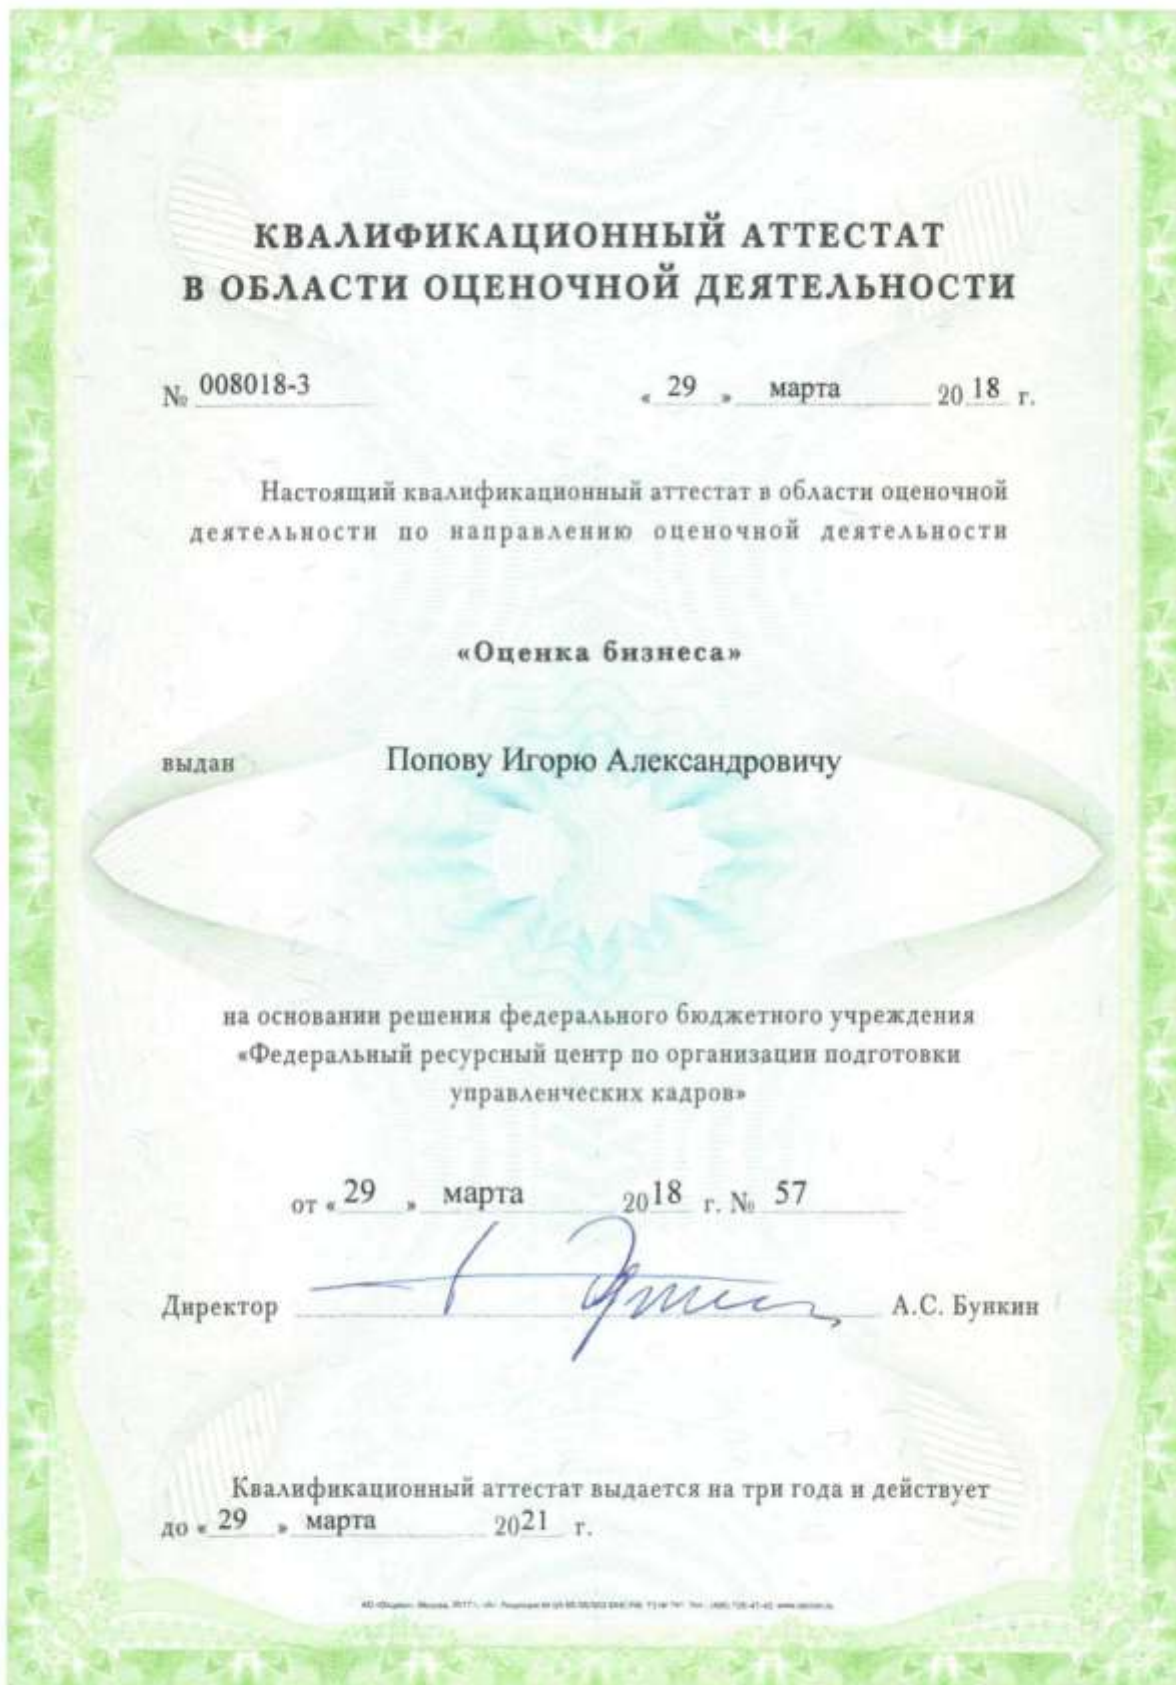 КВАЛИФИКАЦИОННЫЙ АТТЕСТАТ
В ОБЛАСТИ ОЦЕНОЧНОЙ ДЕЯТЕЛЬНОСТИ
№ 008018-3 « 29 » марта 20 18 г.
Настоящий квалификационный аттестат в области оценочной
деятельности по направлению оценочной деятельности
«Оценка бизнеса»
выдан Попову Игорю Александровичу
на основании решения федерального бюджетного учреждения
«Федеральный ресурсный центр по организации подготовки
управленческих кадров»
от « 29 » марта 2018 г. № 57
Директор А.С. Бункин
Квалификационный аттестат выдается на три года и действует
до « 29 » марта 2021 г.